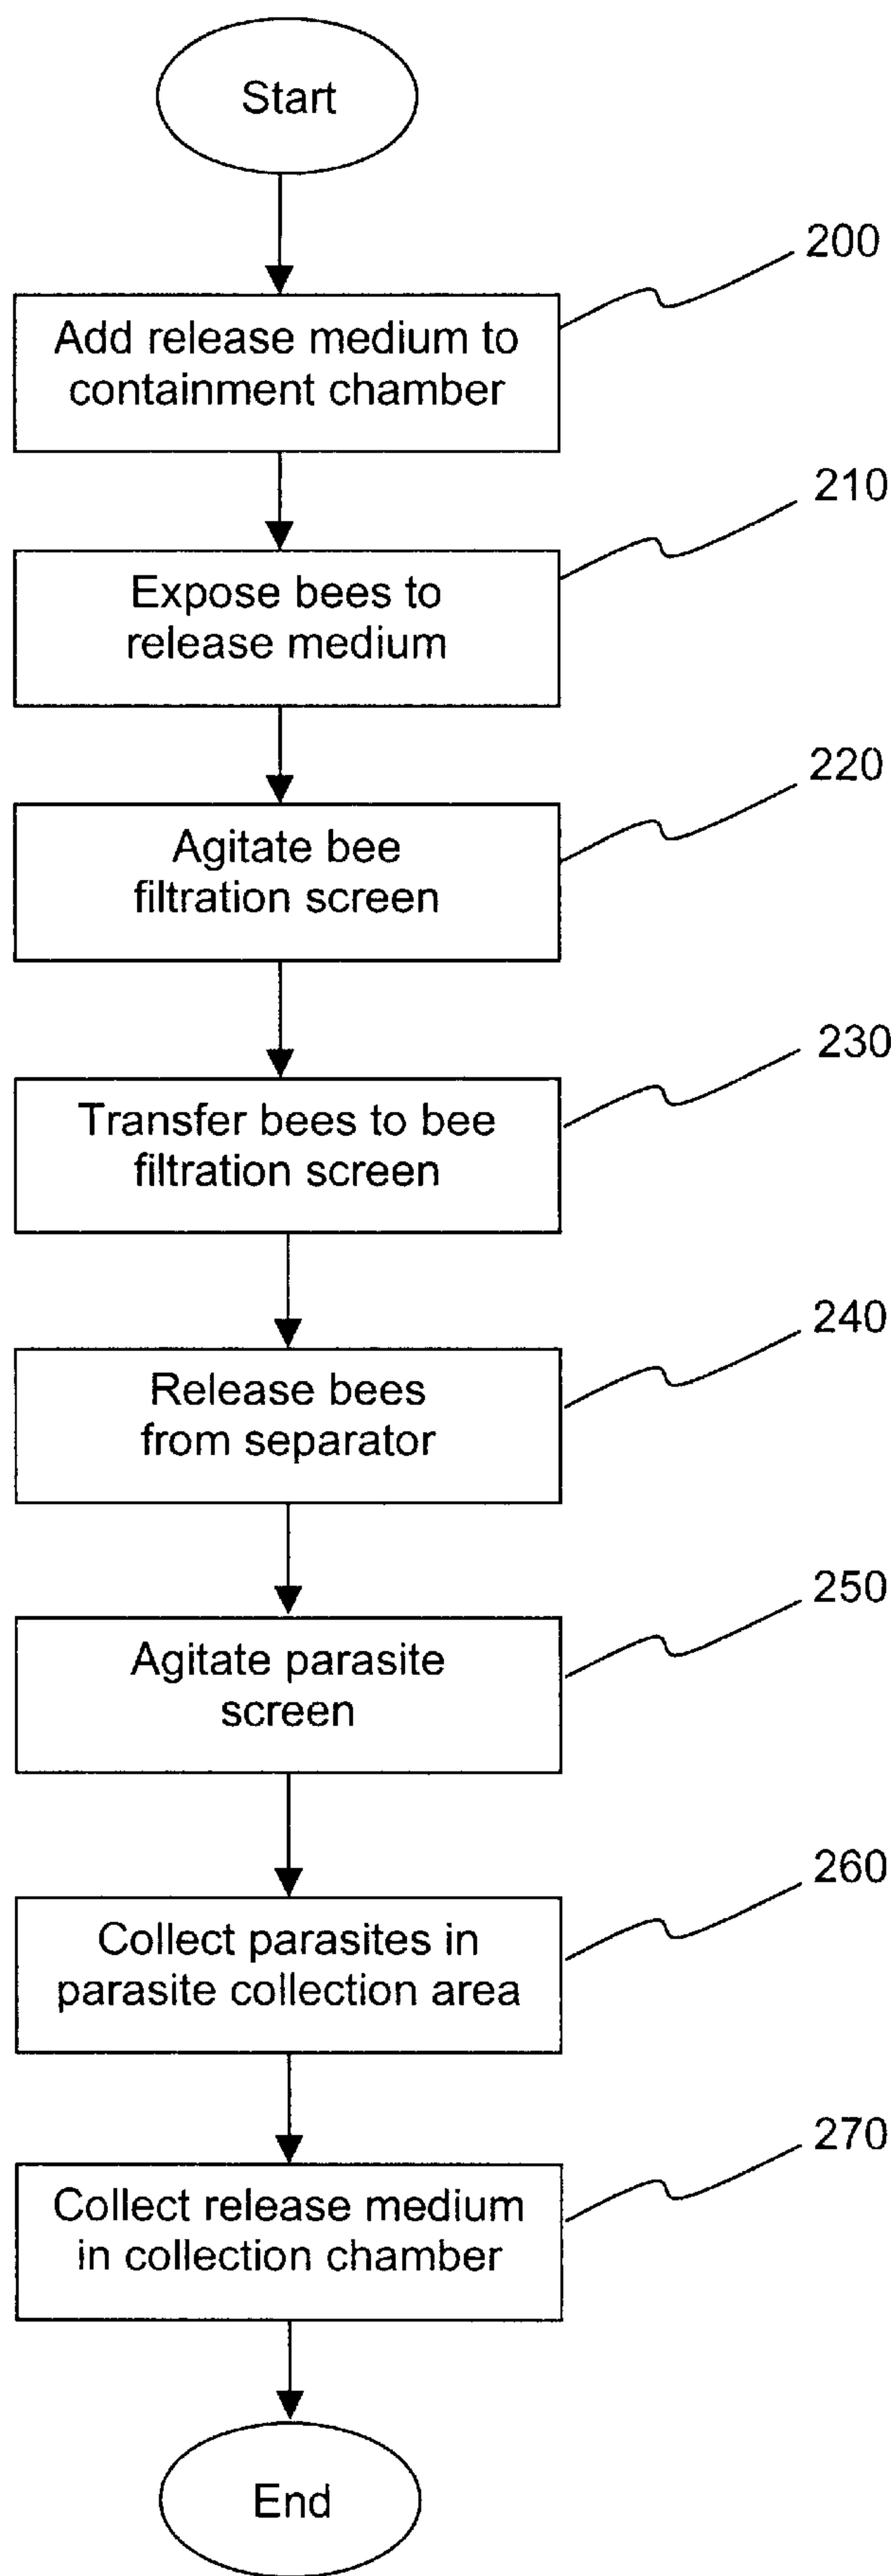 Start
200
Add release medium to
containment chamber
210
Expose bees to
release medium
220
Agitate bee
filtration screen
230
Transfer bees to bee
filtration screen
240
Release bees
from separator
250
Agitate parasite
screen
260
Collect parasites in
parasite collection area
270
Collect release medium
in collection chamber
End